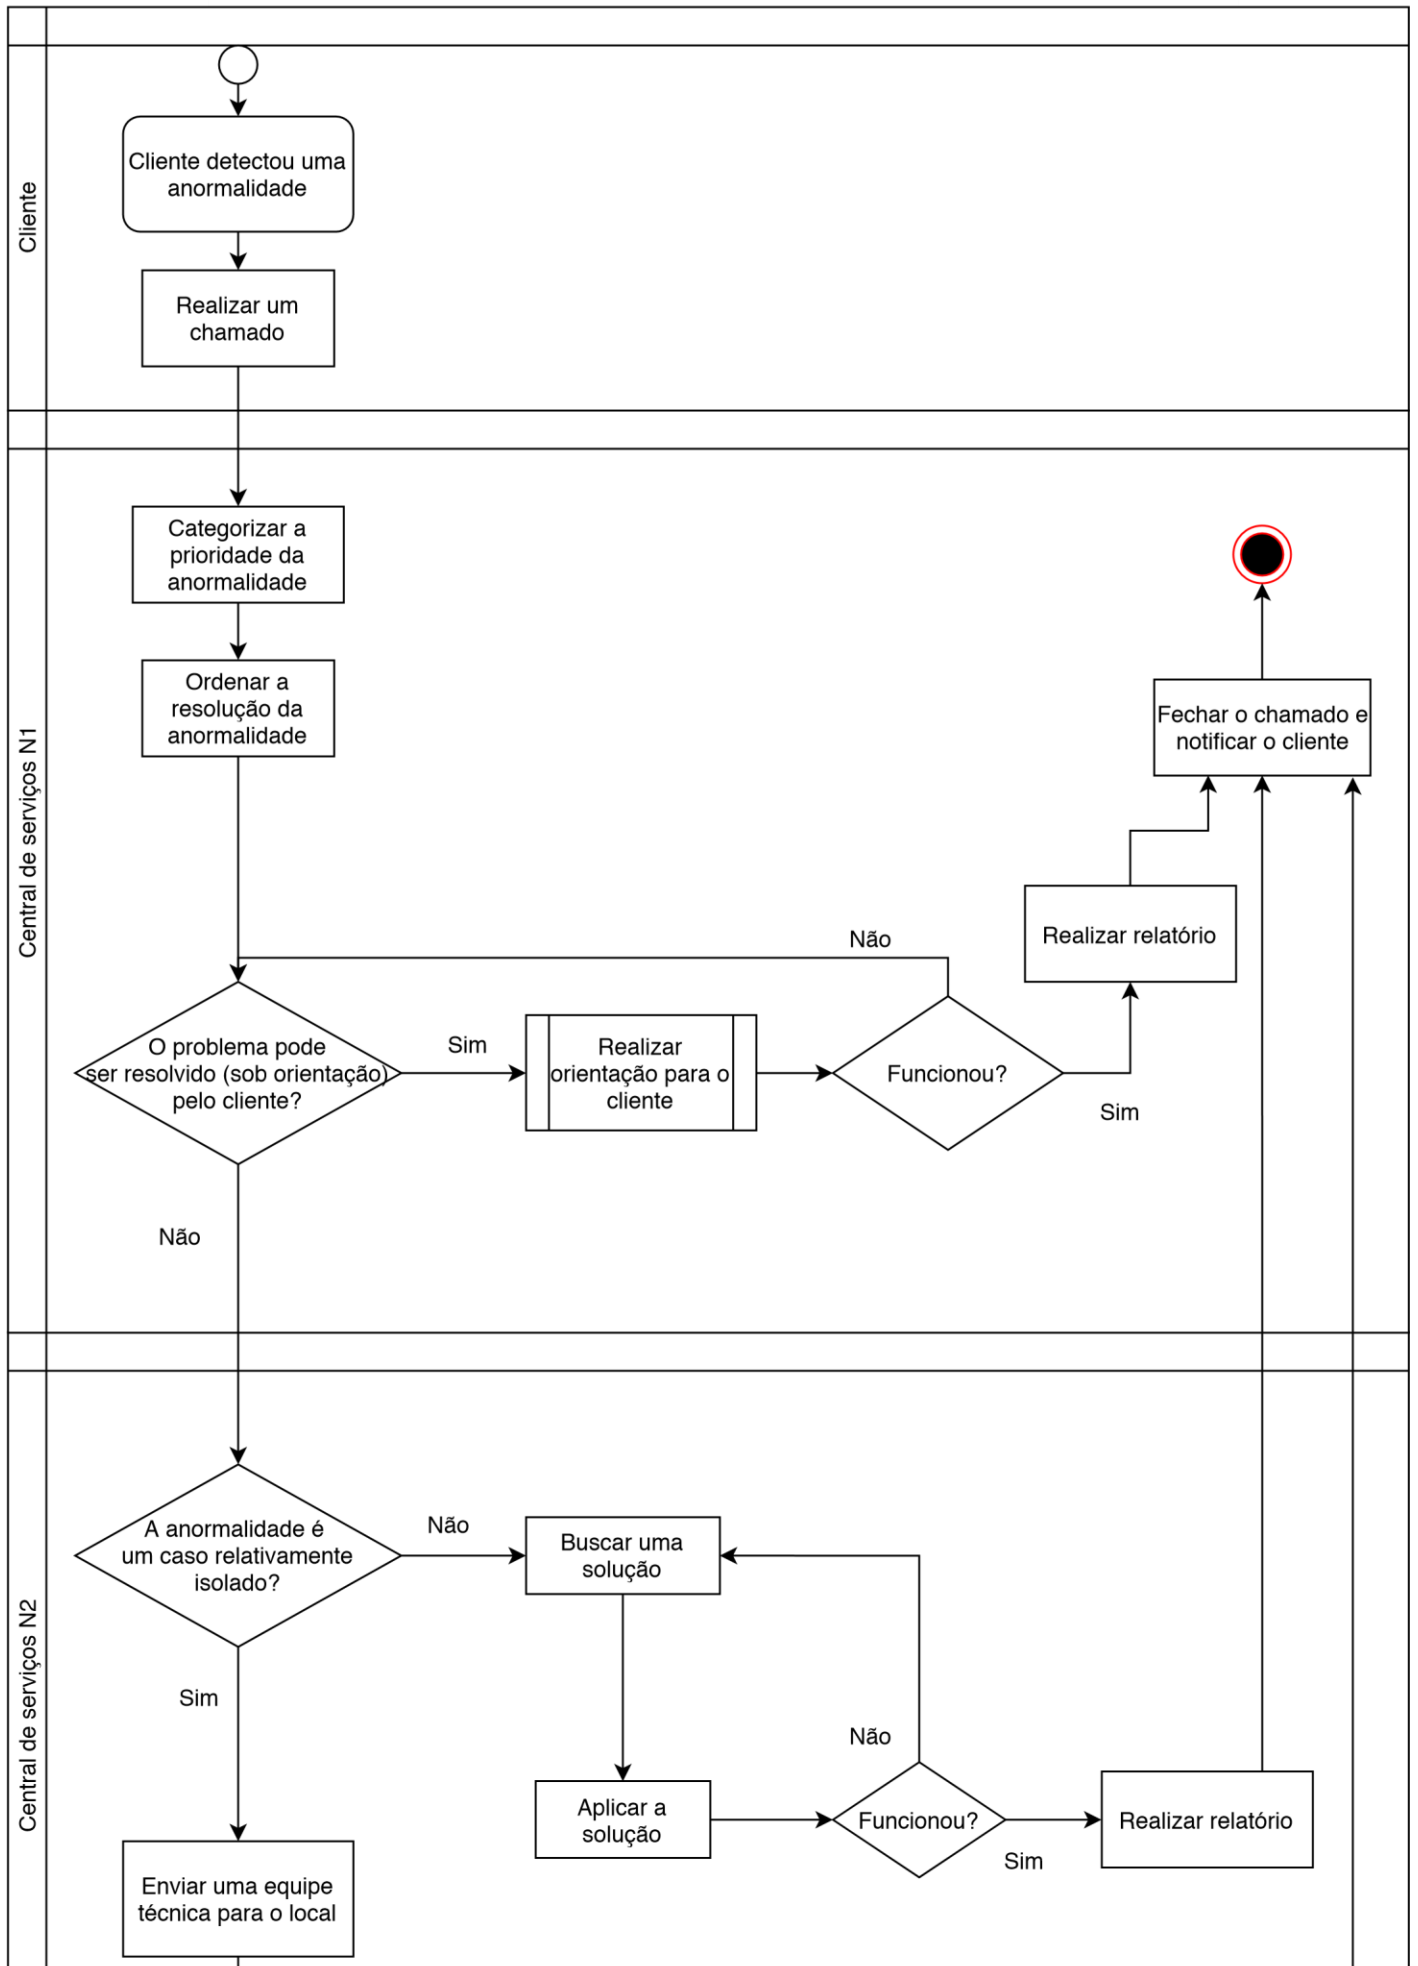 Cliente
Cliente detectou uma
anormalidade
Realizar um
chamado
Central de serviços N1
Categorizar a
prioridade da
anormalidade
Ordenar a
resolução da
anormalidade
Fechar o chamado e
notificar o cliente
Realizar relatório
Não
O problema pode
ser resolvido (sob orientação)
pelo cliente?
Sim
Realizar
orientação para o
cliente
Funcionou?
Sim
Não
Central de serviços N2
A anormalidade é
um caso relativamente
isolado?
Não
Buscar uma
solução
Sim
Não
Aplicar a
solução
Funcionou?
Sim
Realizar relatório
Enviar uma equipe
técnica para o local